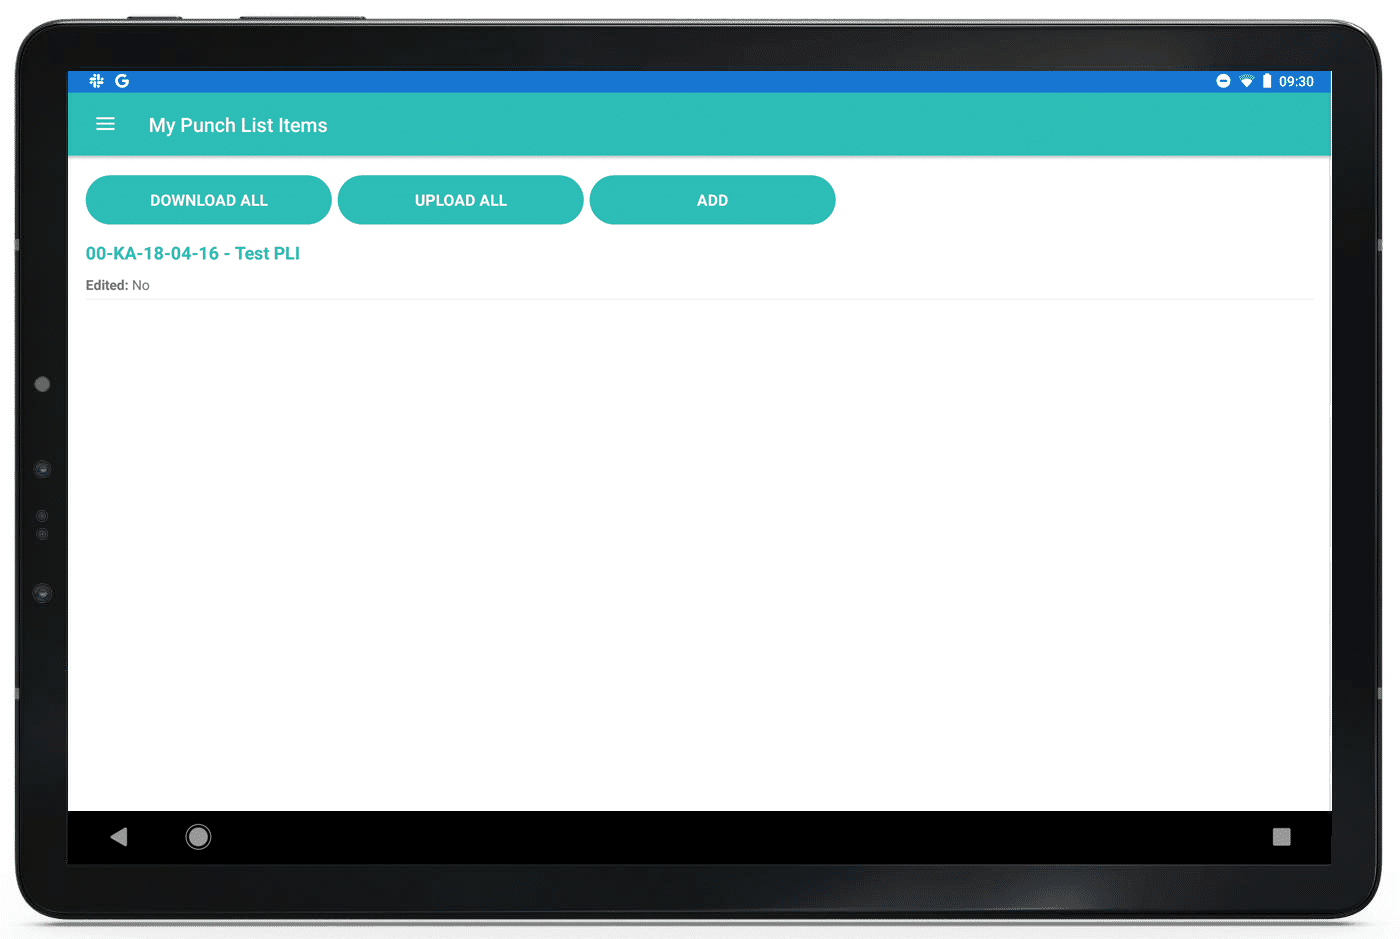 09:30
My Punch List Items
DOWNLOAD ALL UPLOAD ALL ADD
00-KA-18-04-16 - Test PLI
Edited: No